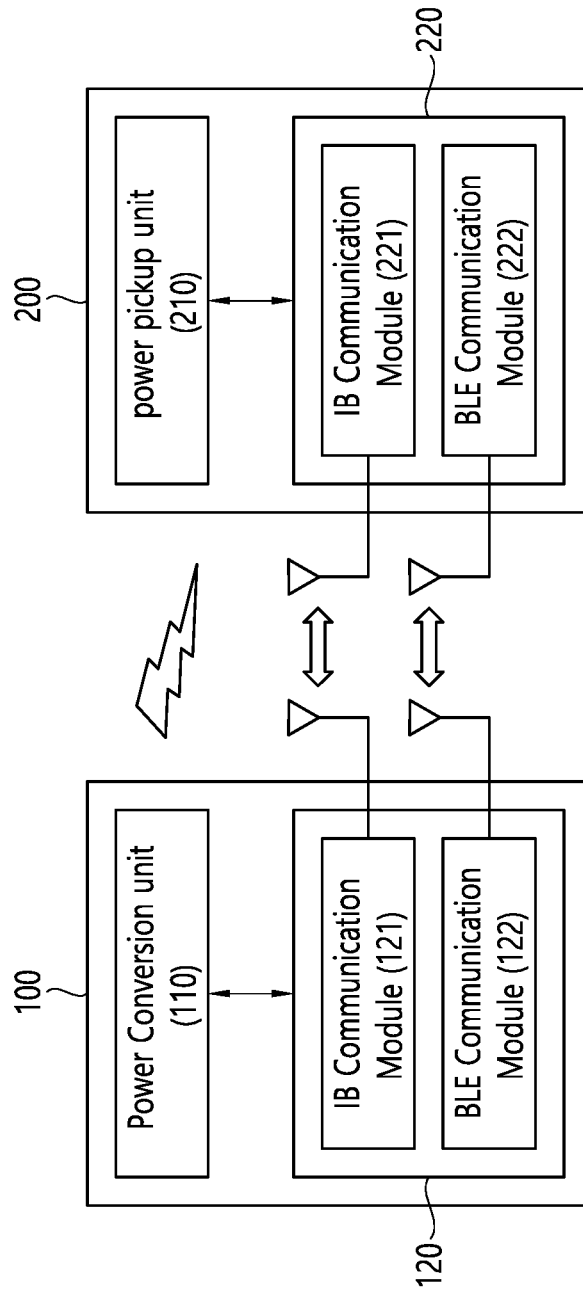 100
Power Conversion unit
(110)
IB Communication
Module (121)
BLE Communication
Module (122)
120
200
power pickup unit
(210)
IB Communication
Module (221)
BLE Communication
Module (222)
220